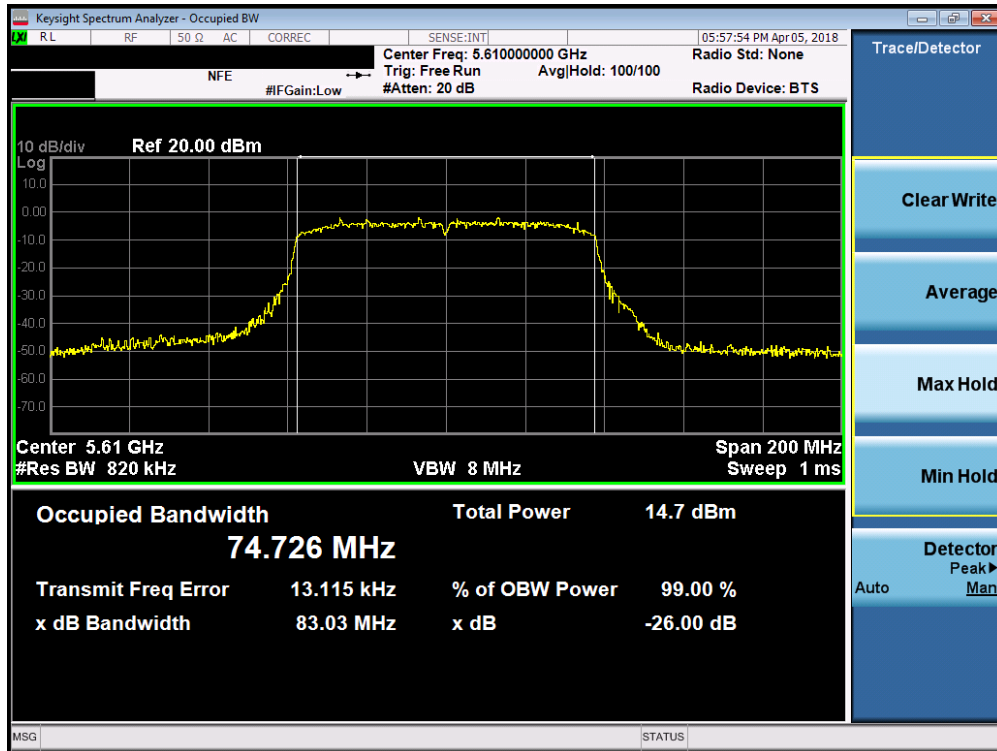 Keysight Spectrum Analyzer - Occupied BW
LXI RL RF 50 Ω AC CORREC SENSE:INT 05:57:54 PM Apr 05, 2018
Center Freq: 5.610000000 GHz Radio Std: None
NFE Trig: Free Run Avg|Hold: 100/100
#IFGain:Low #Atten: 20 dB Radio Device: BTS
Trace/Detector
10 dB/div Ref 20.00 dBm
Log
10.0
0.00
-10.0
-20.0
-30.0
-40.0
-50.0
-60.0
-70.0
Center 5.61 GHz Span 200 MHz
#Res BW 820 kHz VBW 8 MHz Sweep 1 ms
Occupied Bandwidth Total Power 14.7 dBm
74.726 MHz
Transmit Freq Error 13.115 kHz % of OBW Power 99.00 %
x dB Bandwidth 83.03 MHz x dB -26.00 dB
Clear Write
Average
Max Hold
Min Hold
Detector
Peak▶
Auto Man
MSG STATUS